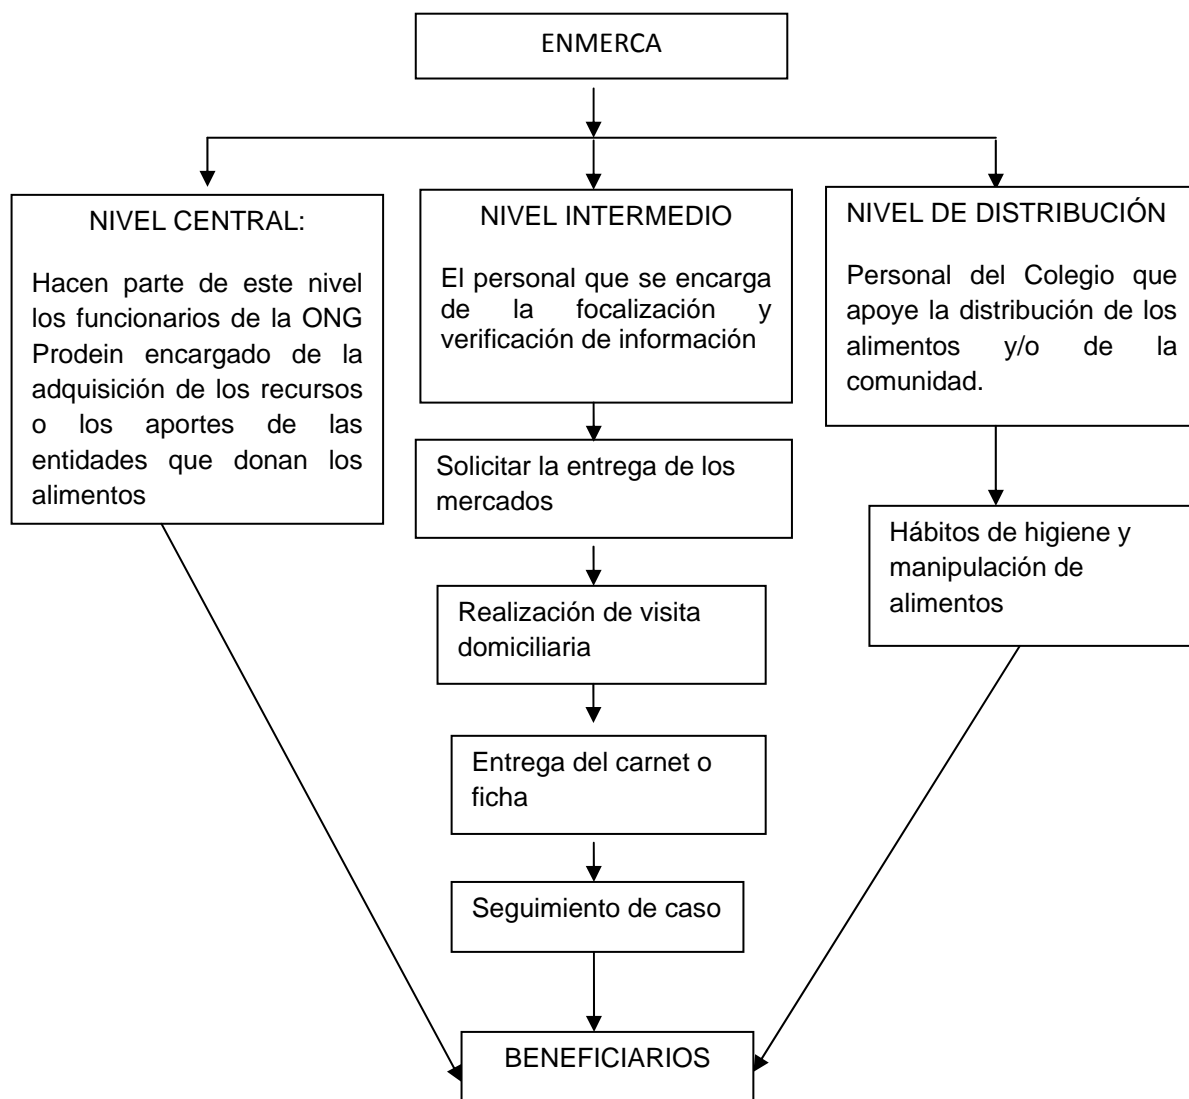 ENMERCA
NIVEL CENTRAL:
Hacen parte de este nivel
los funcionarios de la ONG
Prodein encargado de la
adquisición de los recursos
o los aportes de las
entidades que donan los
alimentos
NIVEL INTERMEDIO
El personal que se encarga
de la focalización y
verificación de información
Solicitar la entrega de los
mercados
Realización de visita
domiciliaria
Entrega del carnet o
ficha
Seguimiento de caso
NIVEL DE DISTRIBUCIÓN
Personal del Colegio que
apoye la distribución de los
alimentos y/o de la
comunidad.
Hábitos de higiene y
manipulación de
alimentos
BENEFICIARIOS